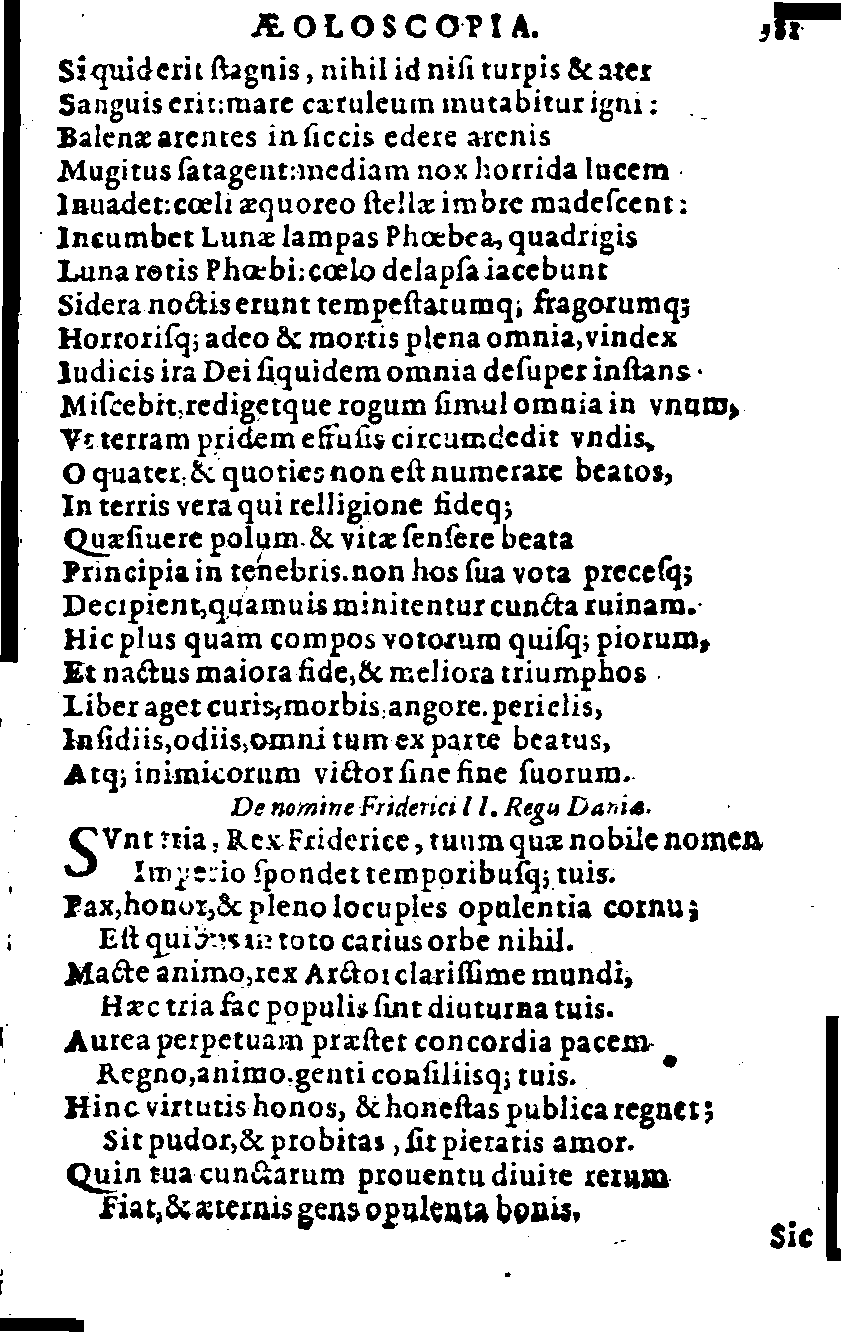 ÆOLOSCOPIA. 381
Si quid erit ſtagnis, nihil id niſi turpis & ater
Sanguis erit:mare cæruleum mutabitur igni:
Balenæ arentes in ſiccis edere arenis
Mugitus ſatagent:mediam nox horrida lucem
Inuadet:cœli æquoreo ſtellæ imbre madeſcent:
Incumbet Lunæ lampas Phœbea, quadrigis
Luna rotis Phœbi:cœlo delapſa iacebunt
Sidera noctis erunt tempeſtatumq; fragorumq;
Horroriſq; adeo & mortis plena omnia,vindex
Iudicis ira Dei ſiquidem omnia deſuper inſtans
Miſcebit,redigetque rogum ſimul omnia in vnum,
Vt terram pridem effuſis circumdedit vndis,
O quater,& quoties non eſt numerare beatos,
In terris vera qui relligione fideq;
Quæſiuere polum.& vitæ ſenſere beata
Principia in tenebris.non hos ſua vota preceſq;
Decipient,quamuis minitentur cuncta ruinam.
Hic plus quam compos votorum quiſq; piorum,
Et nactus maiora fide,& meliora triumphos
Liber aget curis,morbis,angore.periclis,
Inſidiis,odiis,omni tum ex parte beatus,
Atq; inimicorum victor ſine fine ſuorum.
De nomine Friderici II. Regu Daniæ.
SVnt tria, Rex Friderice, tuum quæ nobile nomen
Imperio ſpondet temporibuſq; tuis.
Pax,honor,& pleno locuples opulentia cornu;
Eſt quibus in toto carius orbe nihil.
Macte animo,rex Arctoi clariſſime mundi,
Hæc tria fac populis ſint diuturna tuis.
Aurea perpetuam præſtet concordia pacem
Regno,animo.genti conſiliisq; tuis.
Hinc virtutis honos, & honeſtas publica regnet;
Sit pudor,& probitas, ſit pietatis amor.
Quin tua cunctarum prouentu diuite rerum
Fiat,& æternis gens opulenta bonis,
Sic